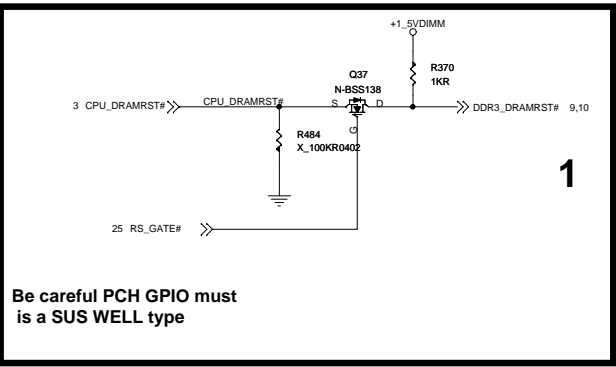 +1_5VDIMM
R370
1KR
Q37
N-BSS138
3 CPU_DRAMRST#
CPU_DRAMRST#
S
D
G
DDR3_DRAMRST# 9,10
R484
X_100KR0402
1
25 RS_GATE#
Be careful PCH GPIO must
is a SUS WELL type